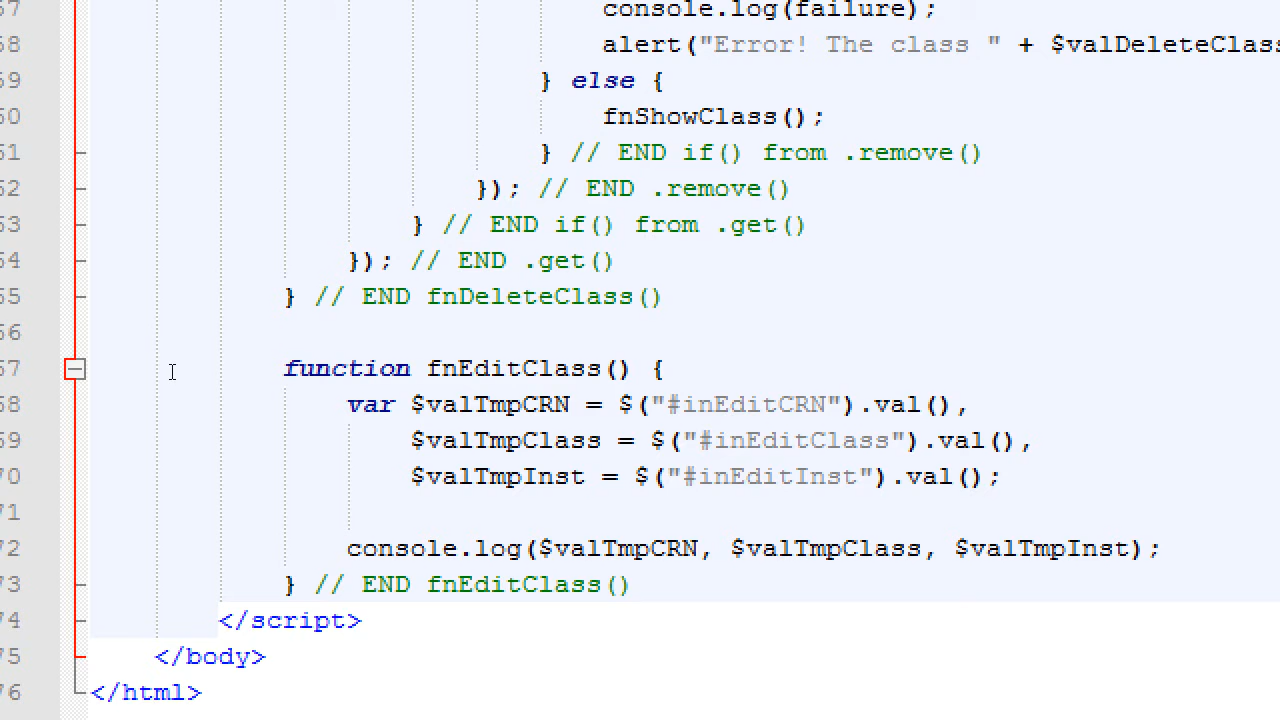 57 console.log(failure);
58 alert("Error! The class " + $valDeleteClass
59 } else {
60 fnShowClass();
61 } // END if() from .remove()
62 }); // END .remove()
63 } // END if() from .get()
64 }); // END .get()
65 } // END fnDeleteClass()
66
67 function fnEditClass() {
68 var $valTmpCRN = $("#inEditCRN").val(),
69 $valTmpClass = $("#inEditClass").val(),
70 $valTmpInst = $("#inEditInst").val();
71
72 console.log($valTmpCRN, $valTmpClass, $valTmpInst);
73 } // END fnEditClass()
74 </script>
75 </body>
76 </html>